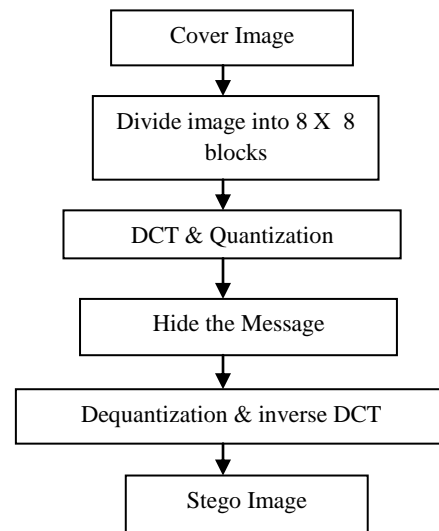 Cover Image
Divide image into 8 X 8
blocks
DCT & Quantization
Hide the Message
Dequantization & inverse DCT
Stego Image